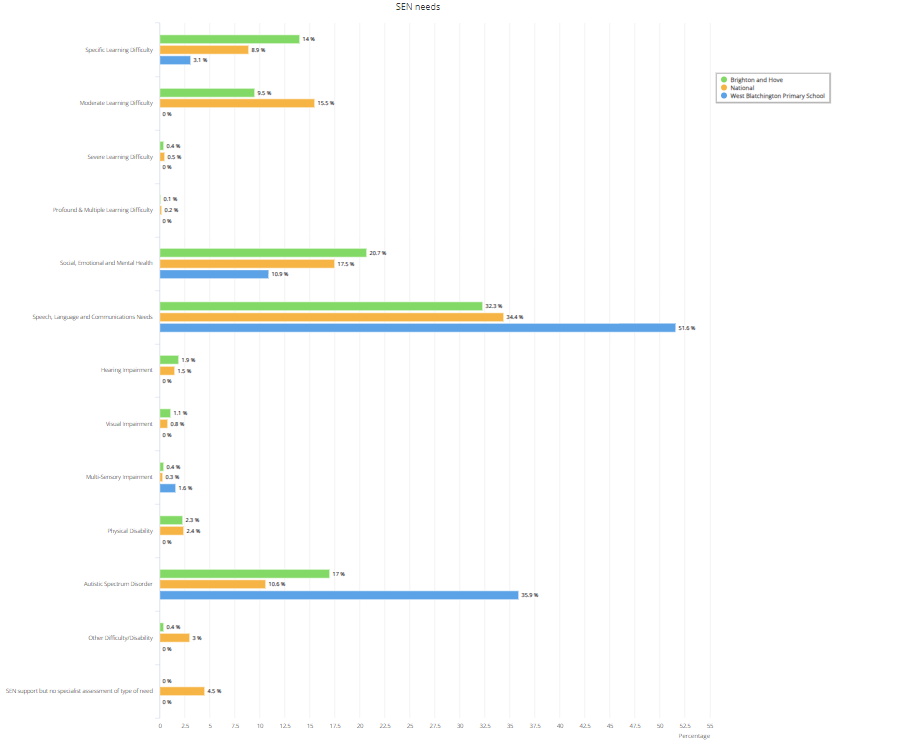 SEN needs
Specific Learning Difficulty
14 %
8.9 %
3.1 %
Brighton and Hove
National
West Blatchington Primary School
Moderate Learning Difficulty
9.5 %
15.5 %
0 %
Severe Learning Difficulty
0.4 %
0.5 %
0 %
Profound & Multiple Learning Difficulty
0.1 %
0.2 %
0 %
Social, Emotional and Mental Health
20.7 %
17.5 %
10.9 %
Speech, Language and Communications Needs
32.3 %
34.4 %
51.6 %
Hearing Impairment
1.9 %
1.5 %
0 %
Visual Impairment
1.1 %
0.8 %
0 %
Multi-Sensory Impairment
0.4 %
0.3 %
1.6 %
Physical Disability
2.3 %
2.4 %
0 %
Autistic Spectrum Disorder
17 %
10.6 %
35.9 %
Other Difficulty/Disability
0.4 %
3 %
0 %
SEN support but no specialist assessment of type of need
0 %
4.5 %
0 %
0 2.5 5 7.5 10 12.5 15 17.5 20 22.5 25 27.5 30 32.5 35 37.5 40 42.5 45 47.5 50 52.5 55
Percentage